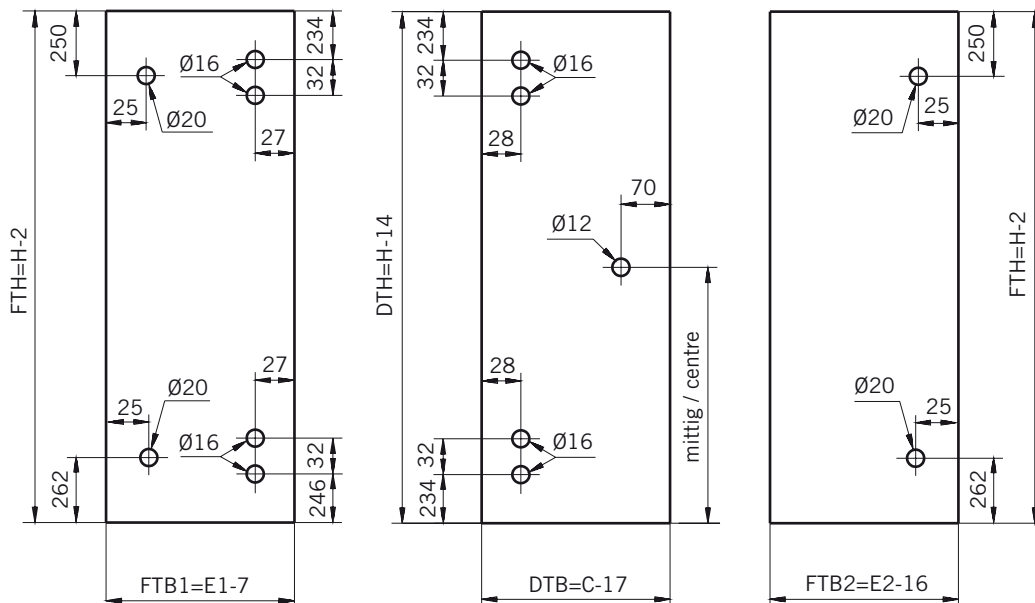 250
Ø16
234
32
25
Ø20
27
FTH=H-2
27
Ø20
25
Ø16
32
262
246
FTB1=E1-7
234
Ø16
32
28
70
Ø12
DTH=H-14
28
mittig / centre
Ø16
32
234
DTB=C-17
250
25
Ø20
FTH=H-2
Ø20
25
262
FTB2=E2-16